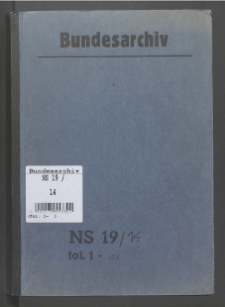 Bundesarchiv
Bundesarchiv
NS 19 /
14
NS 19/14
fol. 1-